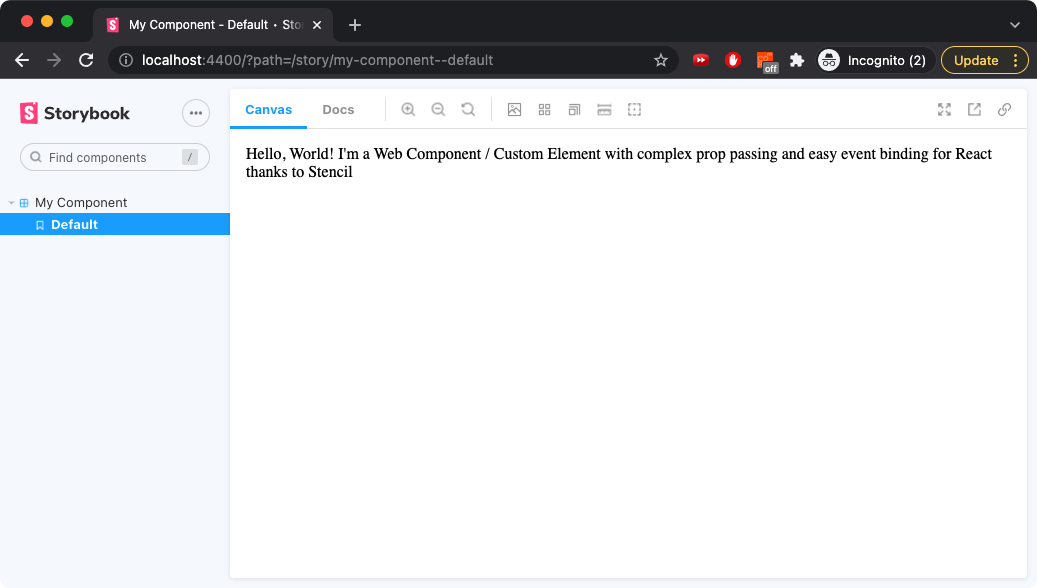 My Component - Default • Sto
localhost:4400/?path=/story/my-component--default
off
Incognito (2)
Update
Storybook
Find components
/
My Component
Default
Canvas
Docs
Hello, World! I'm a Web Component / Custom Element with complex prop passing and easy event binding for React
thanks to Stencil